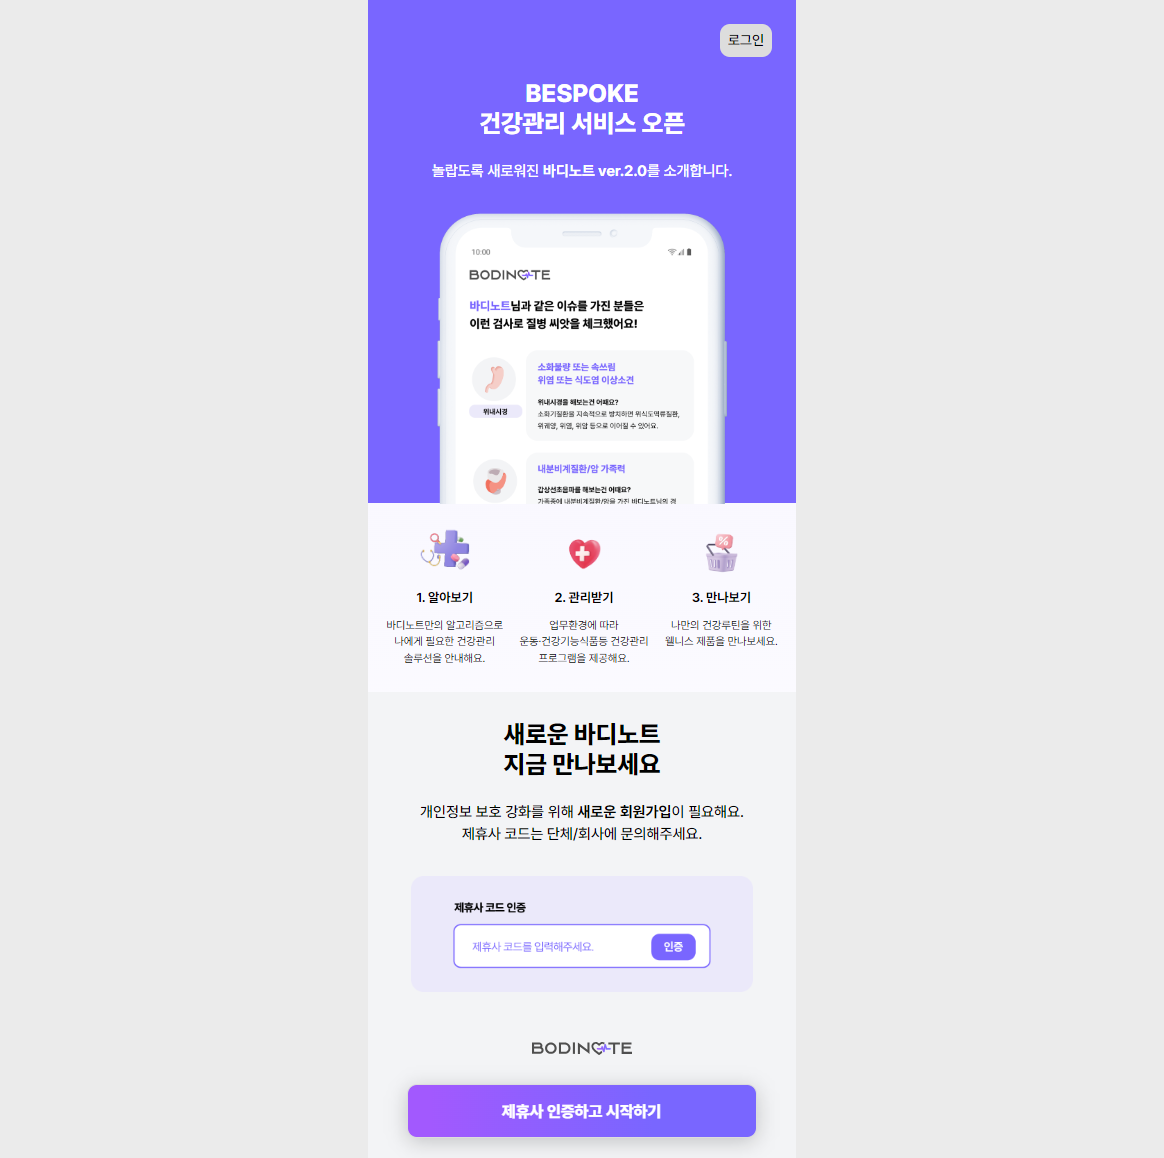 로그인
BESPOKE
건강관리 서비스 오픈
놀랍도록 새로워진 바디노트 ver.2.0를 소개합니다.
10:00
BODINOTE
바디노트님과 같은 이슈를 가진 분들은
이런 검사로 질병 씨앗을 체크했어요!
소화불량 또는 속쓰림
위염 또는 식도염 이상소견
위내시경을 해보는건 어때요?
소화기질환을 지속적으로 방치하면 위식도역류질환,
위궤양, 위염, 위암 등으로 이어질 수 있어요.
위내시경
내분비계질환/암 가족력
갑상선초음파를 해보는건 어때요?
가족중에 내분비계질환/암을 가진 바디노트님의 경
%
1. 알아보기
바디노트만의 알고리즘으로
나에게 필요한 건강관리
솔루션을 안내해요.
2. 관리받기
업무환경에 따라
운동·건강기능식품등 건강관리
프로그램을 제공해요.
3. 만나보기
나만의 건강루틴을 위한
웰니스 제품을 만나보세요.
새로운 바디노트
지금 만나보세요
개인정보 보호 강화를 위해 새로운 회원가입이 필요해요.
제휴사 코드는 단체/회사에 문의해주세요.
제휴사 코드 인증
제휴사 코드를 입력해주세요.
인증
BODINOTE
제휴사 인증하고 시작하기